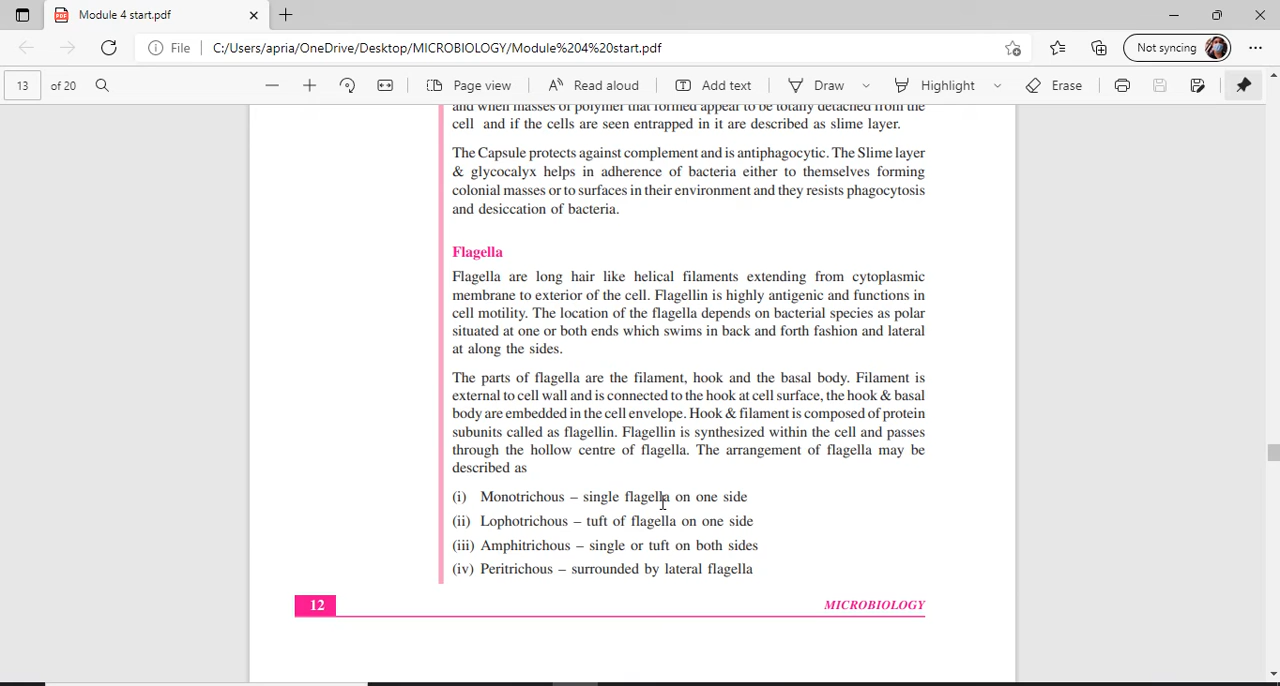 Module 4 start.pdf
File C:/Users/apria/OneDrive/Desktop/MICROBIOLOGY/Module%204%20start.pdf Not syncing
13 of 20 Page view Read aloud Add text Draw Highlight Erase
and when masses of polymer that formed appear to be totally detached from the
cell and if the cells are seen entrapped in it are described as slime layer.
The Capsule protects against complement and is antiphagocytic. The Slime layer
& glycocalyx helps in adherence of bacteria either to themselves forming
colonial masses or to surfaces in their environment and they resists phagocytosis
and desiccation of bacteria.
Flagella
Flagella are long hair like helical filaments extending from cytoplasmic
membrane to exterior of the cell. Flagellin is highly antigenic and functions in
cell motility. The location of the flagella depends on bacterial species as polar
situated at one or both ends which swims in back and forth fashion and lateral
at along the sides.
The parts of flagella are the filament, hook and the basal body. Filament is
external to cell wall and is connected to the hook at cell surface, the hook & basal
body are embedded in the cell envelope. Hook & filament is composed of protein
subunits called as flagellin. Flagellin is synthesized within the cell and passes
through the hollow centre of flagella. The arrangement of flagella may be
described as
(i) Monotrichous – single flagella on one side
(ii) Lophotrichous – tuft of flagella on one side
(iii) Amphitrichous – single or tuft on both sides
(iv) Peritrichous – surrounded by lateral flagella
12 MICROBIOLOGY